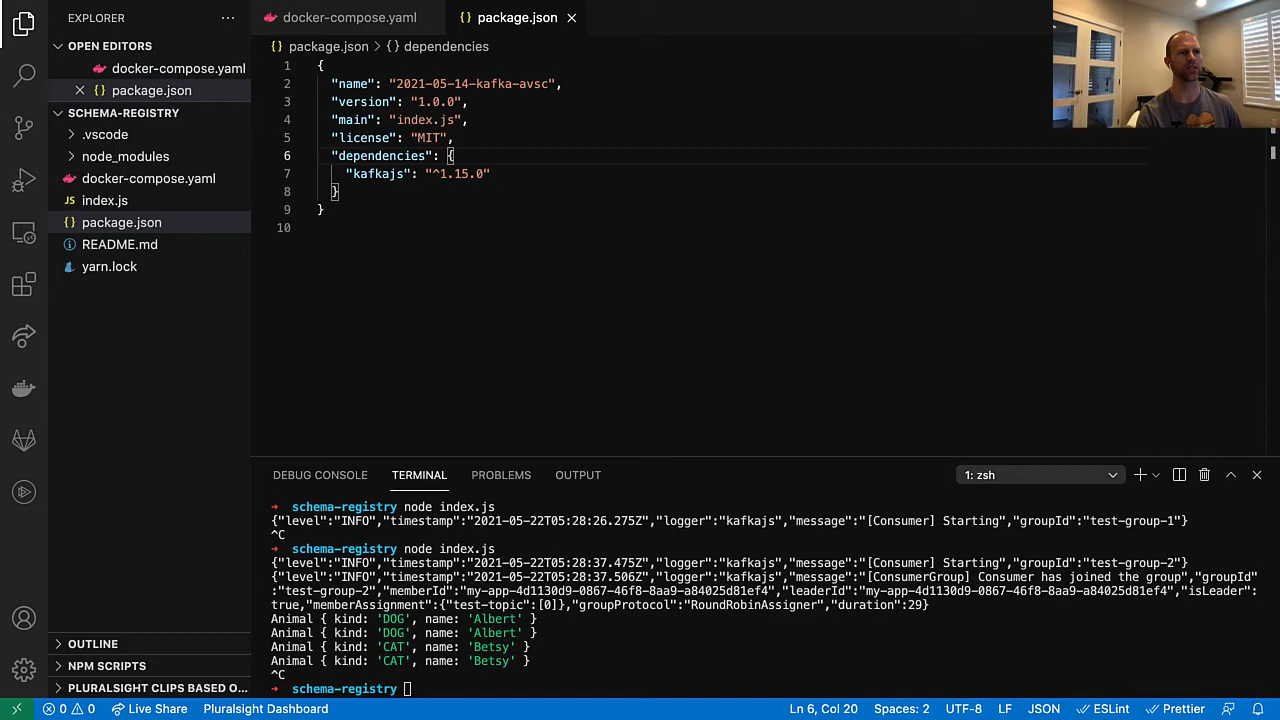 EXPLORER
docker-compose.yaml
package.json
OPEN EDITORS
docker-compose.yaml
package.json
SCHEMA-REGISTRY
.vscode
node_modules
docker-compose.yaml
JS index.js
{} package.json
README.md
yarn.lock
OUTLINE
NPM SCRIPTS
PLURALSIGHT CLIPS BASED O...
{} package.json > {} dependencies
1 {
2 "name": "2021-05-14-kafka-avsc",
3 "version": "1.0.0",
4 "main": "index.js",
5 "license": "MIT",
6 "dependencies": {
7 "kafkajs": "^1.15.0"
8 }
9 }
10
DEBUG CONSOLE TERMINAL PROBLEMS OUTPUT 1: zsh
➜ schema-registry node index.js
{"level":"INFO","timestamp":"2021-05-22T05:28:26.275Z","logger":"kafkajs","message":"[Consumer] Starting","groupId":"test-group-1"}
^C
➜ schema-registry node index.js
{"level":"INFO","timestamp":"2021-05-22T05:28:37.475Z","logger":"kafkajs","message":"[Consumer] Starting","groupId":"test-group-2"}
{"level":"INFO","timestamp":"2021-05-22T05:28:37.506Z","logger":"kafkajs","message":"[ConsumerGroup] Consumer has joined the group","groupId"
:"test-group-2","memberId":"my-app-4d1130d9-0867-46f8-8aa9-a84025d81ef4","leaderId":"my-app-4d1130d9-0867-46f8-8aa9-a84025d81ef4","isLeader":
true,"memberAssignment":{"test-topic":[0]},"groupProtocol":"RoundRobinAssigner","duration":29}
Animal { kind: 'DOG', name: 'Albert' }
Animal { kind: 'DOG', name: 'Albert' }
Animal { kind: 'CAT', name: 'Betsy' }
Animal { kind: 'CAT', name: 'Betsy' }
^C
➜ schema-registry
0 0 Live Share Pluralsight Dashboard Ln 6, Col 20 Spaces: 2 UTF-8 LF JSON ESLint Prettier